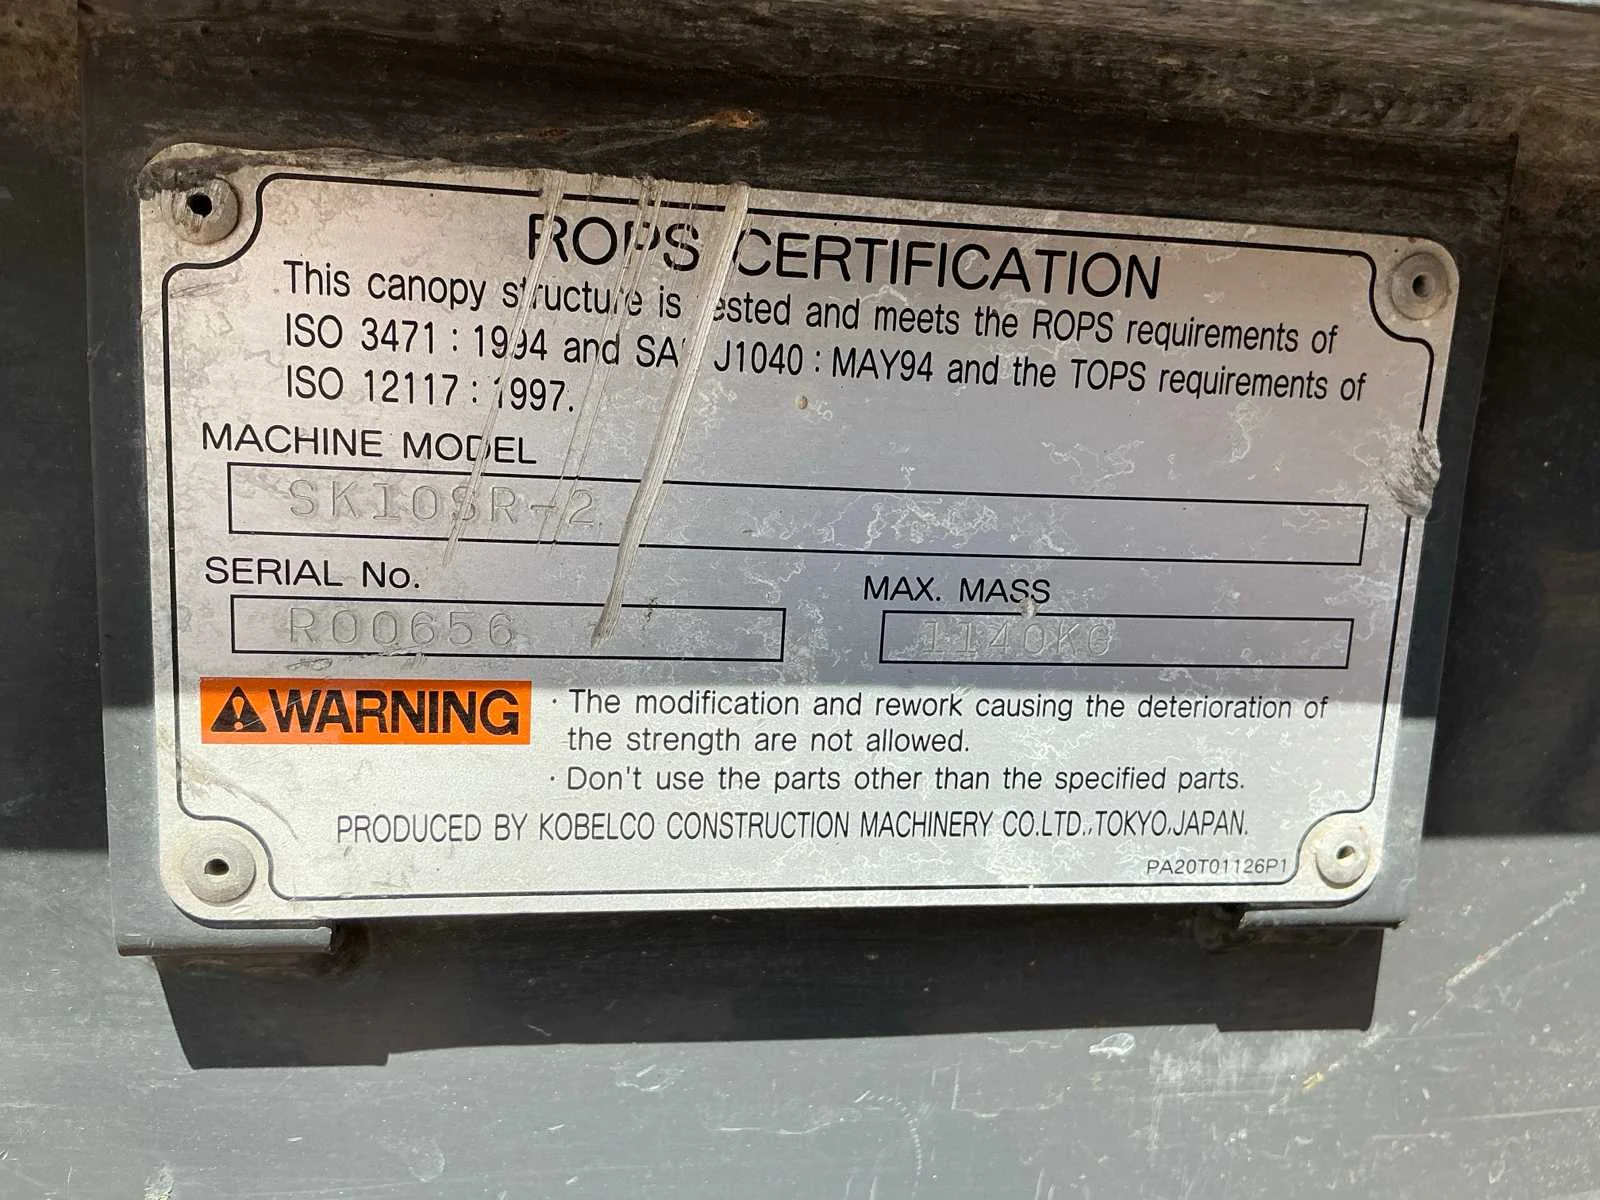 ROPS CERTIFICATION
This canopy structure is tested and meets the ROPS requirements of
ISO 3471 : 1994 and SAE J1040 : MAY94 and the TOPS requirements of
ISO 12117 : 1997.
MACHINE MODEL
SK10SR-2
SERIAL No.
R00656
MAX. MASS
1140KG
WARNING
· The modification and rework causing the deterioration of
the strength are not allowed.
· Don't use the parts other than the specified parts.
PRODUCED BY KOBELCO CONSTRUCTION MACHINERY CO.LTD.,TOKYO,JAPAN.
PA20T01126P1